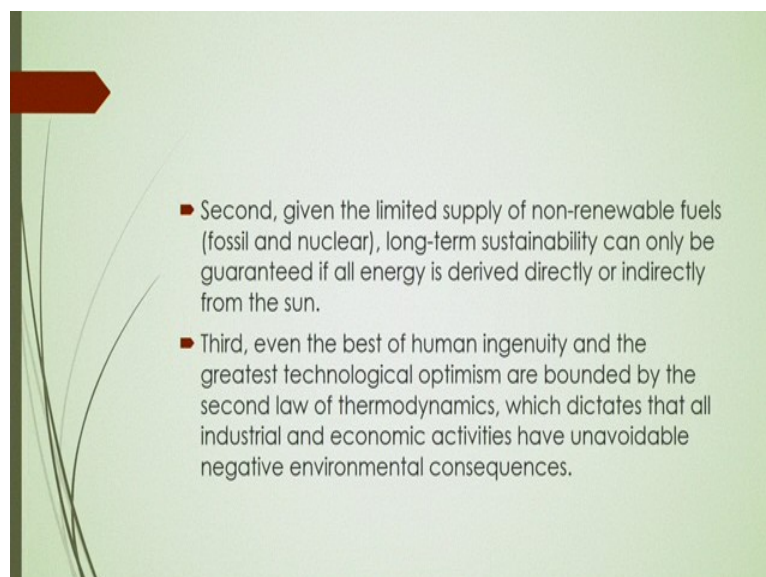 Second, given the limited supply of non-renewable fuels
(fossil and nuclear), long-term sustainability can only be
guaranteed if all energy is derived directly or indirectly
from the sun.
Third, even the best of human ingenuity and the
greatest technological optimism are bounded by the
second law of thermodynamics, which dictates that all
industrial and economic activities have unavoidable
negative environmental consequences.